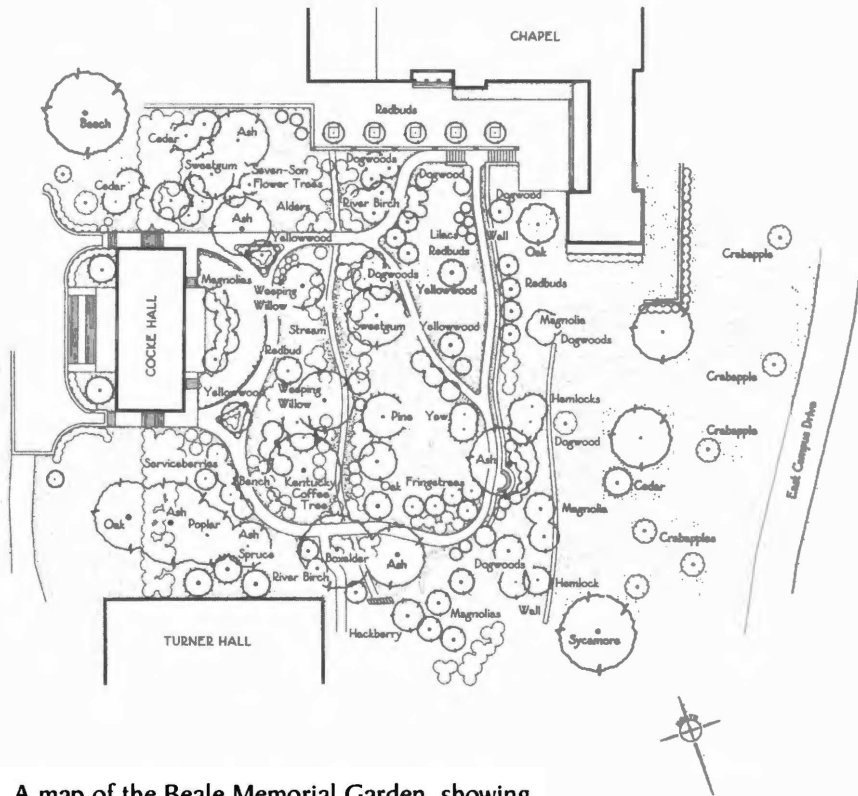 CHAPEL
Redbuds
Beech
Cedar
Ash
Sweetgum
Seven-Son
Flower Trees
Dogwoods
Dogwood
Cedar
River Birch
Alders
Ash
Dogwood
Yellowwood
Lilacs
Wall
Oak
Redbuds
Crabapple
Magnolias
Weeping
Willow
Dogwoods
Yellowwood
Redbuds
COCKE HALL
Stream
Sweetgum
Yellowwood
Magnolia
Dogwoods
Redbud
Crabapple
Yellowwood
Weeping
Willow
Pine
Yew
Hemlocks
Dogwood
Crabapple
East Campus Drive
Serviceberries
Bench
Kentucky
Coffee
Tree
Oak
Fringetrees
Ash
Cedar
Oak
Ash
Poplar
Ash
Spruce
Magnolia
Crabapples
River Birch
Boxelder
Ash
Dogwoods
Hemlock
Hackberry
Magnolias
Wall
Sycamore
TURNER HALL
A map of the Beale Memorial Garden, showing